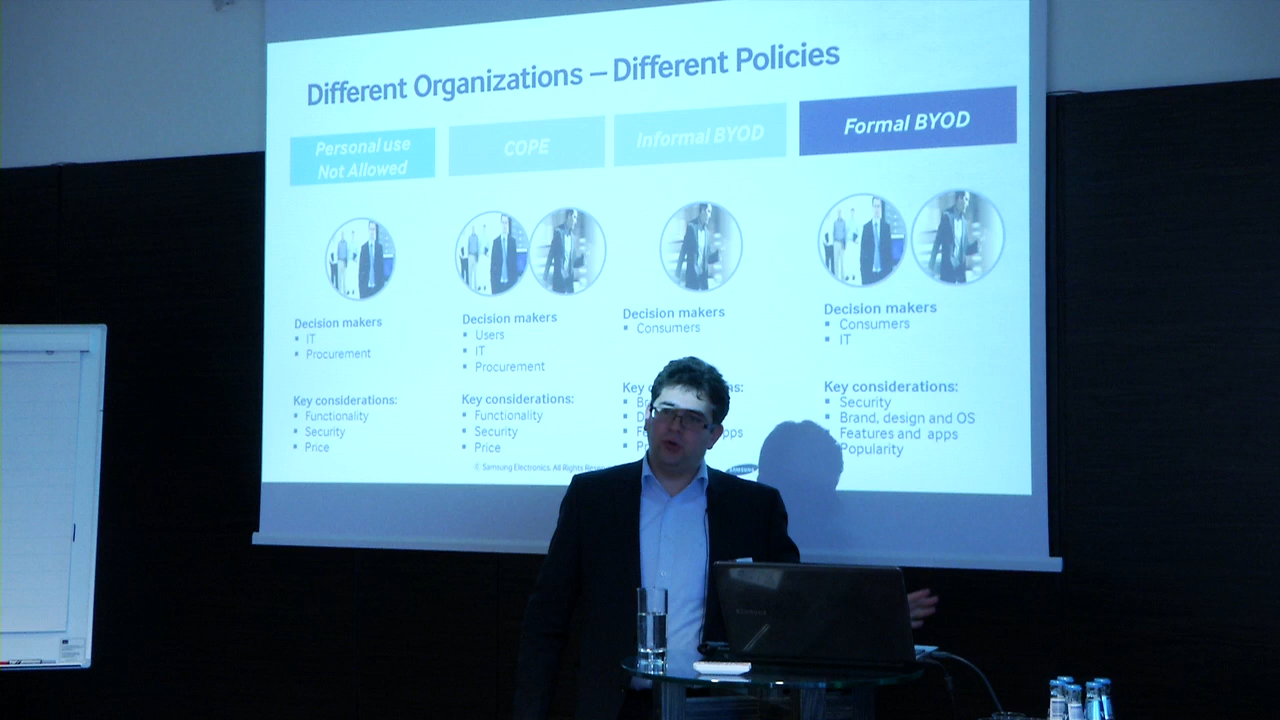 Different Organizations – Different Policies
Personal use
Not Allowed
COPE
Informal BYOD
Formal BYOD
Decision makers
▪ IT
▪ Procurement
Key considerations:
▪ Functionality
▪ Security
▪ Price
Decision makers
▪ Users
▪ IT
▪ Procurement
Key considerations:
▪ Functionality
▪ Security
▪ Price
Decision makers
▪ Consumers
Decision makers
▪ Consumers
▪ IT
Key considerations:
▪ Security
▪ Brand, design and OS
▪ Features and apps
Popularity
© Samsung Electronics. All Rights
SAMSUNG